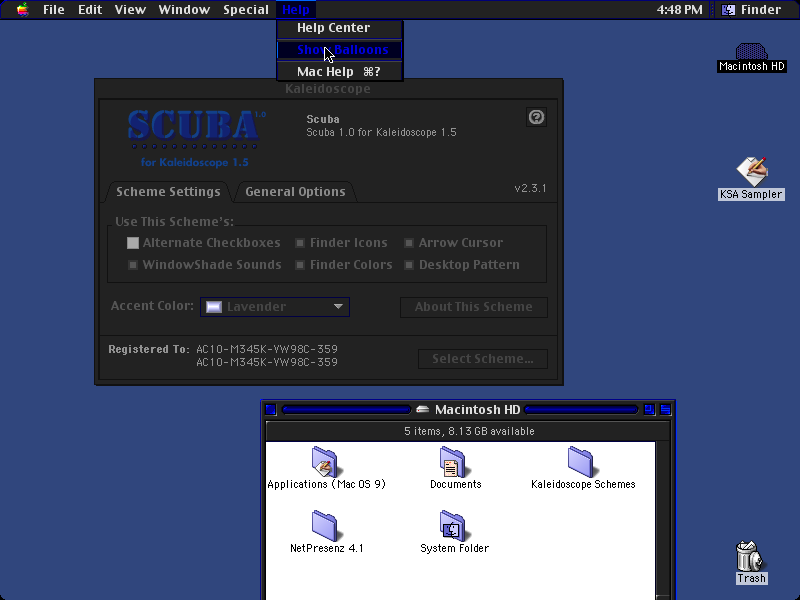 File Edit View Window Special Help 4:48 PM Finder
Help Center
Show Balloons
Mac Help ⌘?
Macintosh HD
Kaleidoscope
SCUBA 1.0
for Kaleidoscope 1.5
Scuba
Scuba 1.0 for Kaleidoscope 1.5
?
v2.3.1
Scheme Settings General Options
KSA Sampler
Use This Scheme's:
Alternate Checkboxes Finder Icons Arrow Cursor
WindowShade Sounds Finder Colors Desktop Pattern
Accent Color: Lavender About This Scheme
Registered To: AC10-M345K-VW98C-359
AC10-M345K-VW98C-359
Select Scheme...
Macintosh HD
5 items, 8.13 GB available
Applications (Mac OS 9) Documents Kaleidoscope Schemes
NetPresenz 4.1 System Folder
Trash